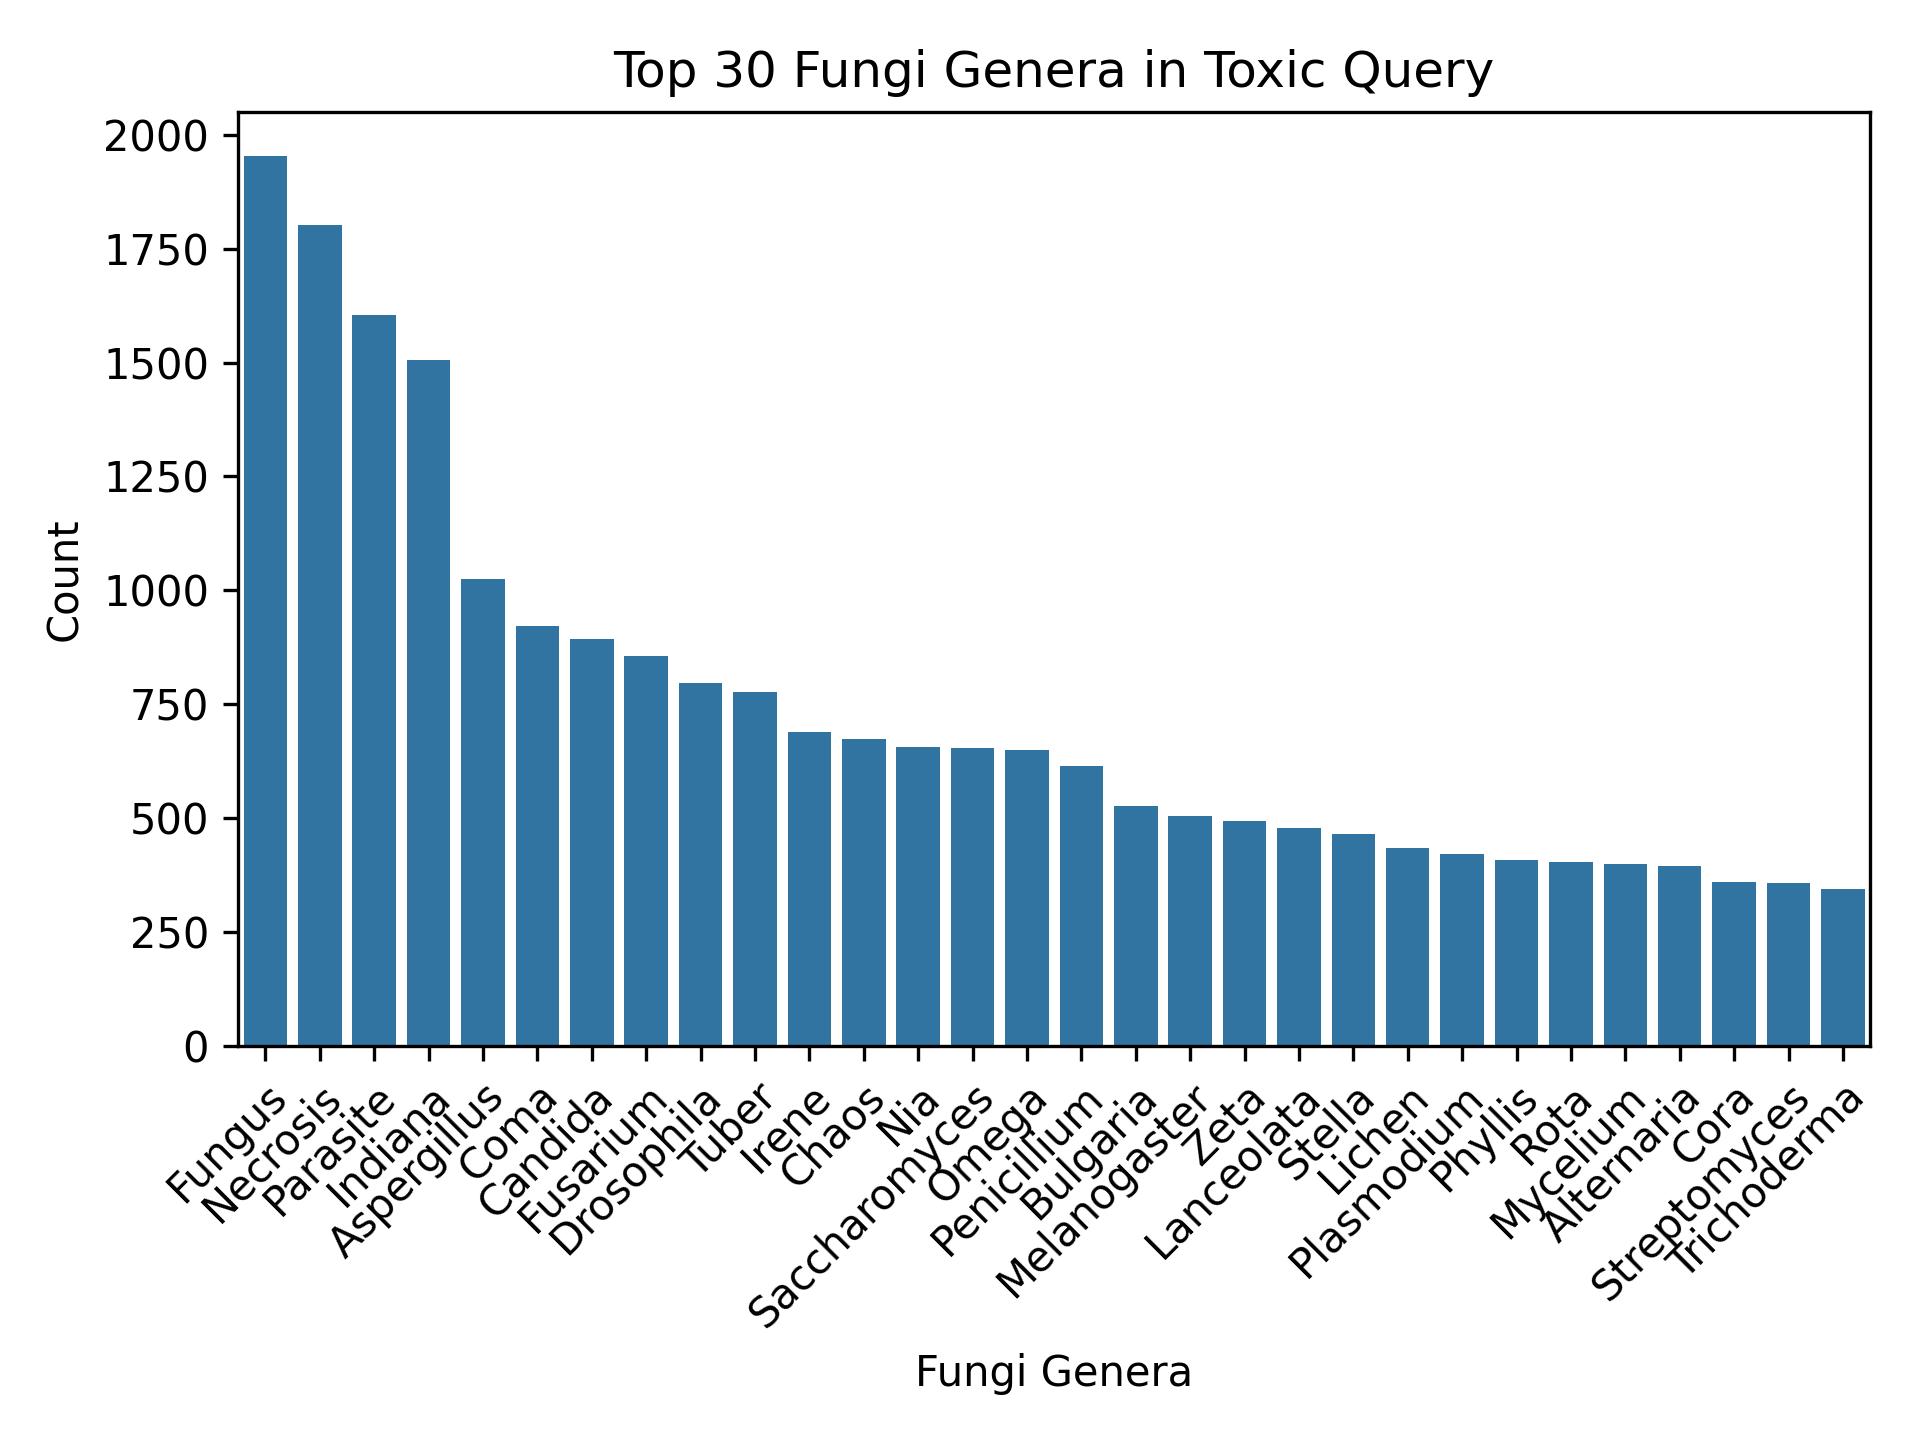 Top 30 Fungi Genera in Toxic Query
2000
1750
1500
1250
1000
750
500
250
0
Count
Fungus
Necrosis
Parasite
Indiana
Aspergillus
Coma
Candida
Fusarium
Drosophila
Tuber
Irene
Chaos
Nia
Saccharomyces
Omega
Penicillium
Bulgaria
Melanogaster
Zeta
Lanceolata
Stella
Lichen
Plasmodium
Phyllis
Rota
Mycelium
Alternaria
Cora
Streptomyces
Trichoderma
Fungi Genera